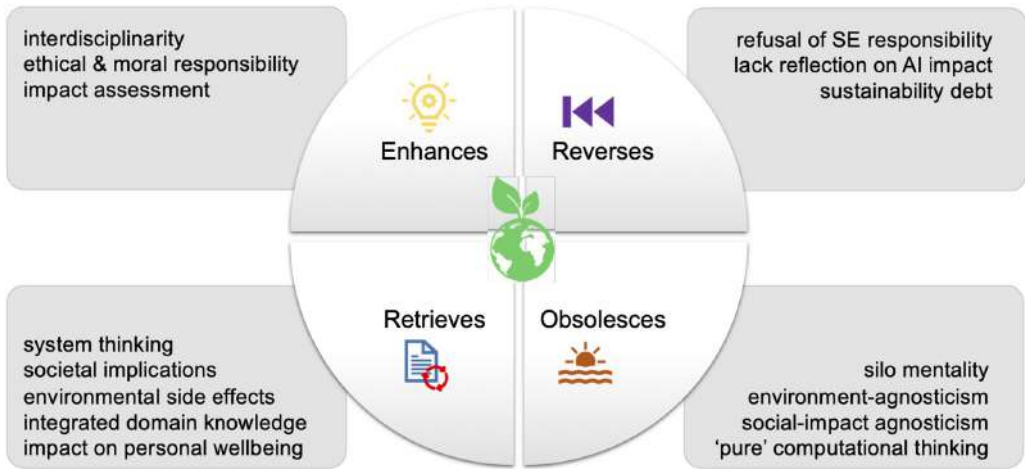 interdisciplinarity
ethical & moral responsibility
impact assessment
refusal of SE responsibility
lack reflection on AI impact
sustainability debt
Enhances
Reverses
Retrieves
Obsolesces
system thinking
societal implications
environmental side effects
integrated domain knowledge
impact on personal wellbeing
silo mentality
environment-agnosticism
social-impact agnosticism
‘pure’ computational thinking